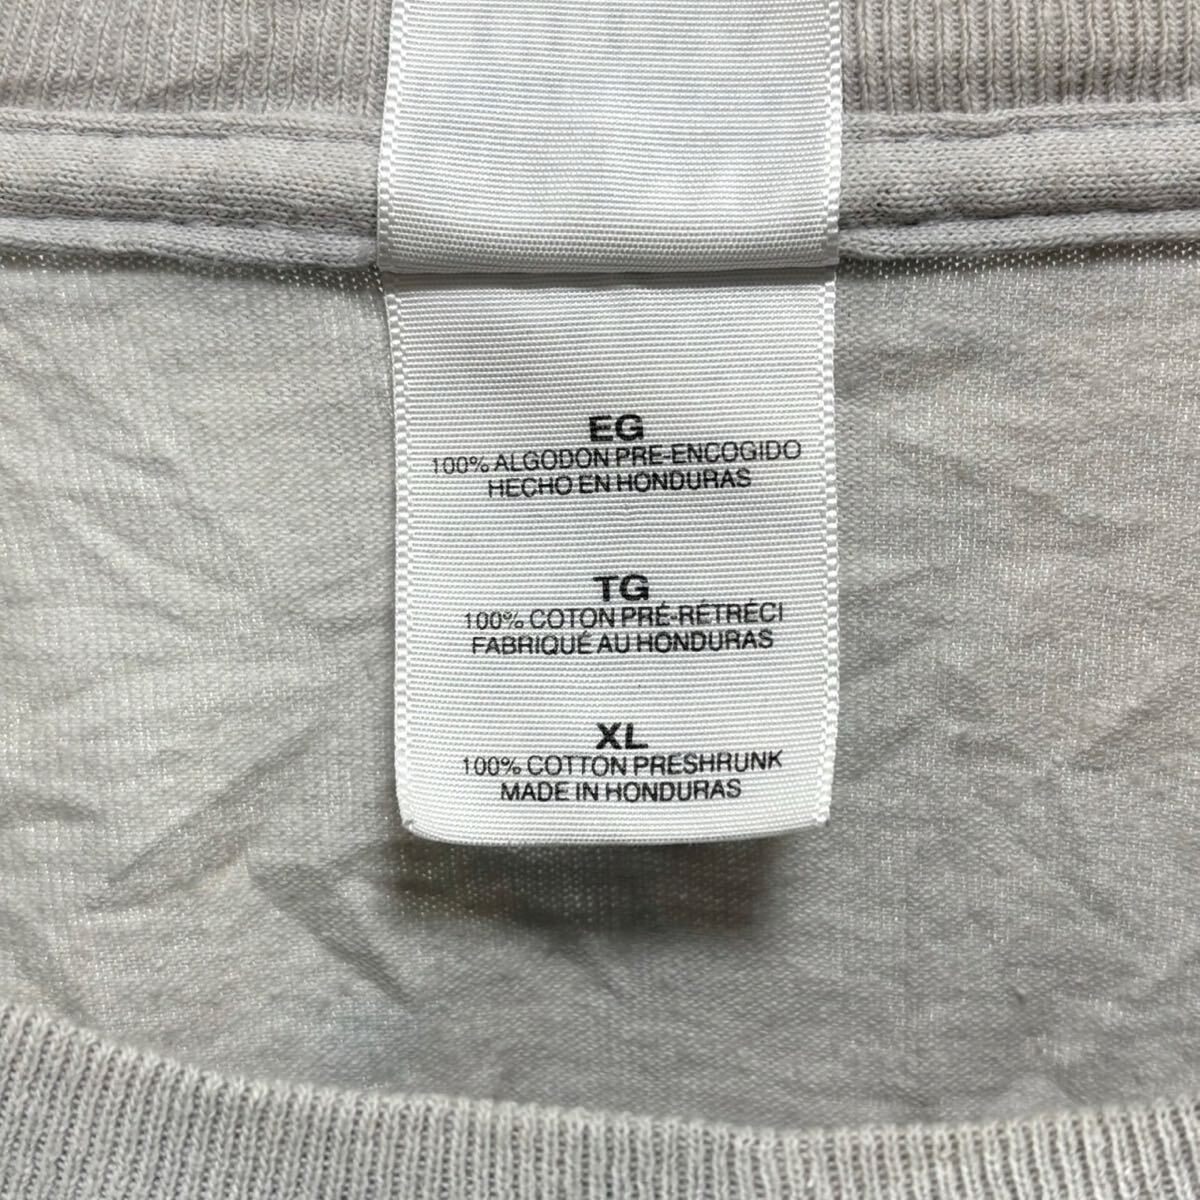 EG
100% ALGODON PRE-ENCOGIDO
HECHO EN HONDURAS
TG
100% COTON PRÉ-RÉTRÉCI
FABRIQUÉ AU HONDURAS
XL
100% COTTON PRESHRUNK
MADE IN HONDURAS